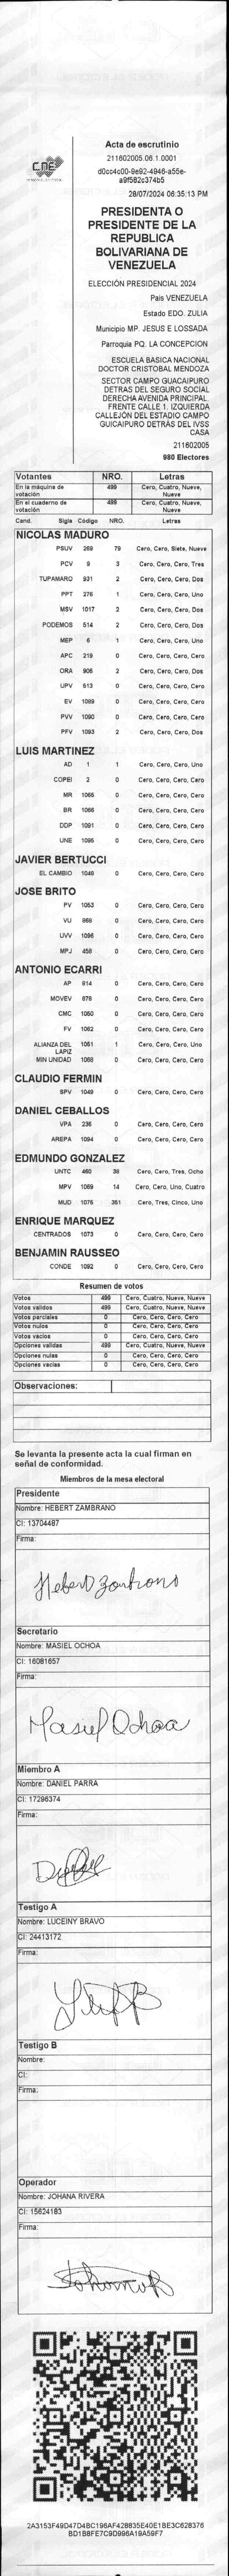 CNE
Acta de escrutinio
211602005.06.1.0001
d0cc4c00-9e92-4946-a55e-
a9f582c374b5
28/07/2024 06:35:13 PM
PRESIDENTA O
PRESIDENTE DE LA
REPUBLICA
BOLIVARIANA DE
VENEZUELA
ELECCIÓN PRESIDENCIAL 2024
País VENEZUELA
Estado EDO. ZULIA
Municipio MP. JESUS E LOSSADA
Parroquia PQ. LA CONCEPCION
ESCUELA BASICA NACIONAL
DOCTOR CRISTOBAL MENDOZA
SECTOR CAMPO GUACAIPURO
DETRAS DEL SEGURO SOCIAL
DERECHA AVENIDA PRINCIPAL.
FRENTE CALLE 1. IZQUIERDA
CALLEJÓN DEL ESTADIO CAMPO
GUICAIPURO DETRÁS DEL IVSS
CASA
211602005
980 Electores
Votantes NRO. Letras
En la máquina de votación 499 Cero, Cuatro, Nueve, Nueve
En el cuaderno de votación 499 Cero, Cuatro, Nueve, Nueve
Cand. Sigla Código NRO. Letras
NICOLAS MADURO
PSUV 269 79 Cero, Cero, Siete, Nueve
PCV 9 3 Cero, Cero, Cero, Tres
TUPAMARO 931 2 Cero, Cero, Cero, Dos
PPT 276 1 Cero, Cero, Cero, Uno
MSV 1017 2 Cero, Cero, Cero, Dos
PODEMOS 514 2 Cero, Cero, Cero, Dos
MEP 6 1 Cero, Cero, Cero, Uno
APC 219 0 Cero, Cero, Cero, Cero
ORA 906 2 Cero, Cero, Cero, Dos
UPV 613 0 Cero, Cero, Cero, Cero
EV 1089 0 Cero, Cero, Cero, Cero
PVV 1090 0 Cero, Cero, Cero, Cero
PFV 1093 2 Cero, Cero, Cero, Dos
LUIS MARTINEZ
AD 1 1 Cero, Cero, Cero, Uno
COPEI 2 0 Cero, Cero, Cero, Cero
MR 1065 0 Cero, Cero, Cero, Cero
BR 1066 0 Cero, Cero, Cero, Cero
DDP 1091 0 Cero, Cero, Cero, Cero
UNE 1095 0 Cero, Cero, Cero, Cero
JAVIER BERTUCCI
EL CAMBIO 1048 0 Cero, Cero, Cero, Cero
JOSE BRITO
PV 1053 0 Cero, Cero, Cero, Cero
VU 868 0 Cero, Cero, Cero, Cero
UVV 1096 0 Cero, Cero, Cero, Cero
MPJ 458 0 Cero, Cero, Cero, Cero
ANTONIO ECARRI
AP 914 0 Cero, Cero, Cero, Cero
MOVEV 878 0 Cero, Cero, Cero, Cero
CMC 1050 0 Cero, Cero, Cero, Cero
FV 1062 0 Cero, Cero, Cero, Cero
ALIANZA DEL LAPIZ 1051 1 Cero, Cero, Cero, Uno
MIN UNIDAD 1068 0 Cero, Cero, Cero, Cero
CLAUDIO FERMIN
SPV 1049 0 Cero, Cero, Cero, Cero
DANIEL CEBALLOS
VPA 236 0 Cero, Cero, Cero, Cero
AREPA 1094 0 Cero, Cero, Cero, Cero
EDMUNDO GONZALEZ
UNTC 460 38 Cero, Cero, Tres, Ocho
MPV 1069 14 Cero, Cero, Uno, Cuatro
MUD 1075 351 Cero, Tres, Cinco, Uno
ENRIQUE MARQUEZ
CENTRADOS 1073 0 Cero, Cero, Cero, Cero
BENJAMIN RAUSSEO
CONDE 1092 0 Cero, Cero, Cero, Cero
Resumen de votos
Votos 499 Cero, Cuatro, Nueve, Nueve
Votos validos 499 Cero, Cuatro, Nueve, Nueve
Votos parciales 0 Cero, Cero, Cero, Cero
Votos nulos 0 Cero, Cero, Cero, Cero
Votos vacios 0 Cero, Cero, Cero, Cero
Opciones validas 499 Cero, Cuatro, Nueve, Nueve
Opciones nulas 0 Cero, Cero, Cero, Cero
Opciones vacias 0 Cero, Cero, Cero, Cero
Observaciones:
Se levanta la presente acta la cual firman en
señal de conformidad.
Miembros de la mesa electoral
Presidente
Nombre: HEBERT ZAMBRANO
CI: 13704487
Firma:
Hebert Zambrano
Secretario
Nombre: MASIEL OCHOA
CI: 16081657
Firma:
Masiel Ochoa
Miembro A
Nombre: DANIEL PARRA
CI: 17296374
Firma:
Testigo A
Nombre: LUCEINY BRAVO
CI: 24413172
Firma:
Testigo B
Nombre:
CI:
Firma:
Operador
Nombre: JOHANA RIVERA
CI: 15624183
Firma:
2A3153F49D47D4BC196AF428835E40E1BE3C628376
BD1B8FE7C9D996A19A59F7